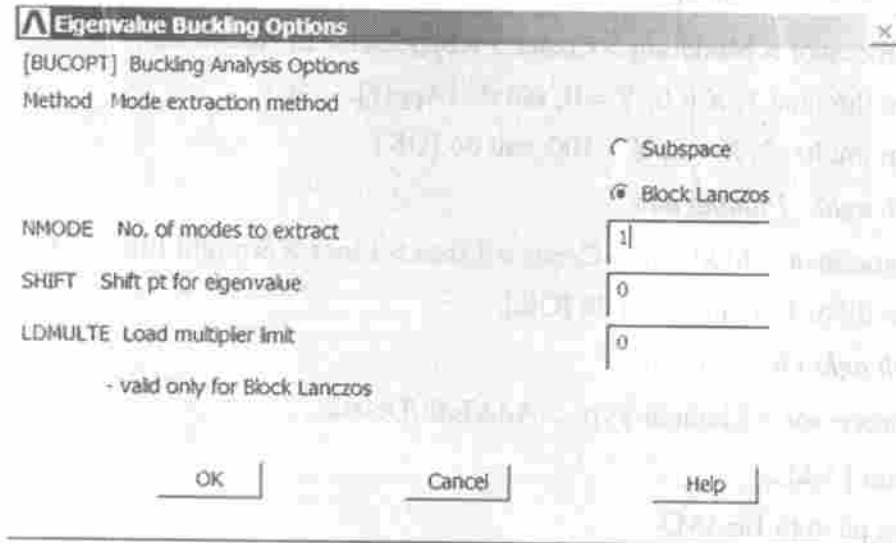 Eigenvalue Buckling Options
[BUCOPT] Buckling Analysis Options
Method Mode extraction method
Subspace
Block Lanczos
NMODE No. of modes to extract 1
SHIFT Shift pt for eigenvalue 0
LDMULTE Load multipler limit 0
- valid only for Block Lanczos
OK Cancel Help